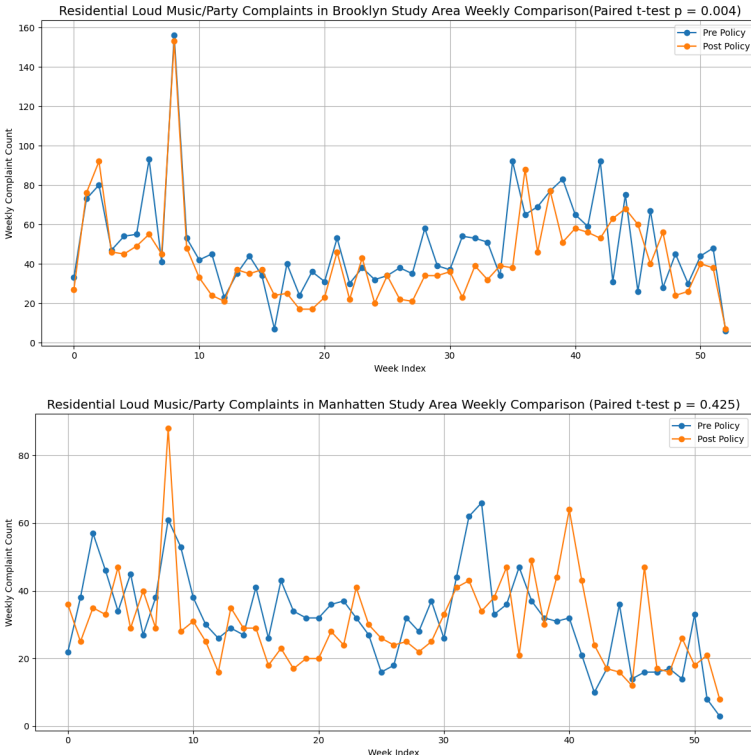 Residential Loud Music/Party Complaints in Brooklyn Study Area Weekly Comparison(Paired t-test p = 0.004)
Pre Policy
Post Policy
Weekly Complaint Count
160
140
120
100
80
60
40
20
0
0 10 20 30 40 50
Week Index
Residential Loud Music/Party Complaints in Manhatten Study Area Weekly Comparison (Paired t-test p = 0.425)
Pre Policy
Post Policy
Weekly Complaint Count
80
60
40
20
0
0 10 20 30 40 50
Week Index